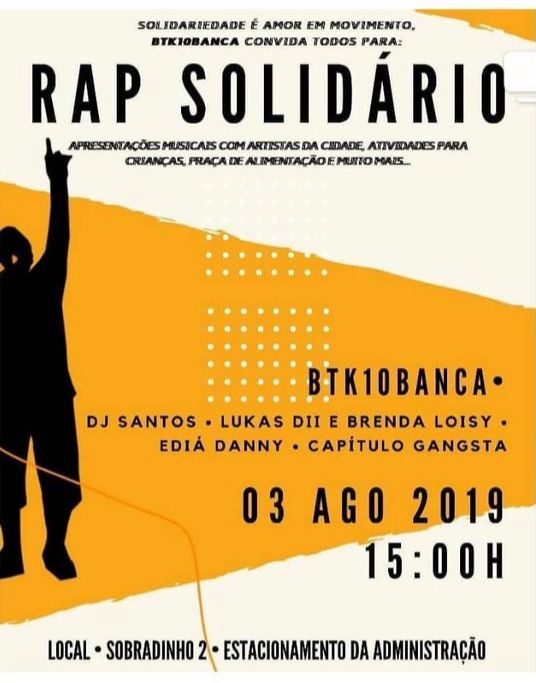 SOLIDARIEDADE É AMOR EM MOVIMENTO,
BTK10BANCA CONVIDA TODOS PARA:
RAP SOLIDÁRIO
APRESENTAÇÕES MUSICAIS COM ARTISTAS DA CIDADE, ATIVIDADES PARA
CRIANÇAS, PRAÇA DE ALIMENTAÇÃO E MUITO MAIS...
BTK10BANCA•
DJ SANTOS • LUKAS DII E BRENDA LOISY •
EDIÁ DANNY • CAPÍTULO GANGSTA
03 AGO 2019
15:00H
LOCAL • SOBRADINHO 2 • ESTACIONAMENTO DA ADMINISTRAÇÃO